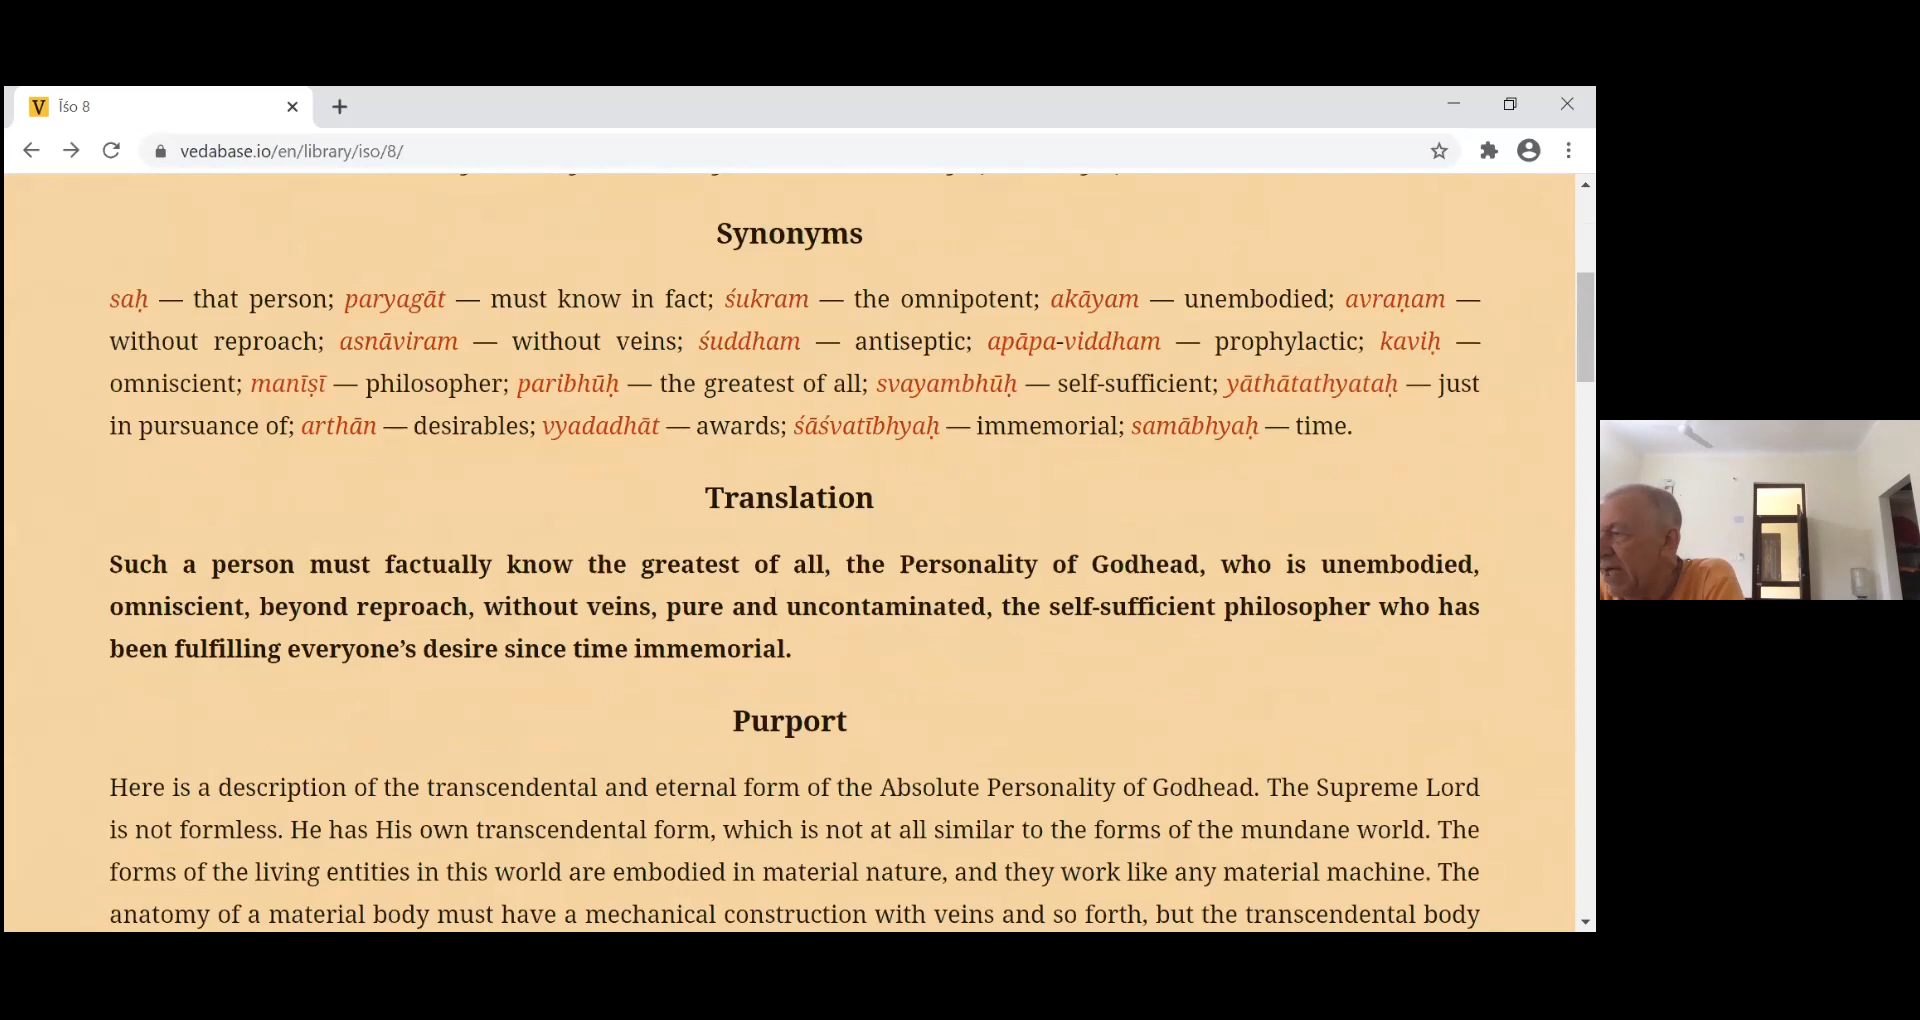 Īśo 8
vedabase.io/en/library/iso/8/
Synonyms
saḥ — that person; paryagāt — must know in fact; śukram — the omnipotent; akāyam — unembodied; avraṇam —
without reproach; asnāviram — without veins; śuddham — antiseptic; apāpa-viddham — prophylactic; kaviḥ —
omniscient; manīṣī — philosopher; paribhūḥ — the greatest of all; svayambhūḥ — self-sufficient; yāthātathyataḥ — just
in pursuance of; arthān — desirables; vyadadhāt — awards; śāśvatībhyaḥ — immemorial; samābhyaḥ — time.
Translation
Such a person must factually know the greatest of all, the Personality of Godhead, who is unembodied,
omniscient, beyond reproach, without veins, pure and uncontaminated, the self-sufficient philosopher who has
been fulfilling everyone’s desire since time immemorial.
Purport
Here is a description of the transcendental and eternal form of the Absolute Personality of Godhead. The Supreme Lord
is not formless. He has His own transcendental form, which is not at all similar to the forms of the mundane world. The
forms of the living entities in this world are embodied in material nature, and they work like any material machine. The
anatomy of a material body must have a mechanical construction with veins and so forth, but the transcendental body